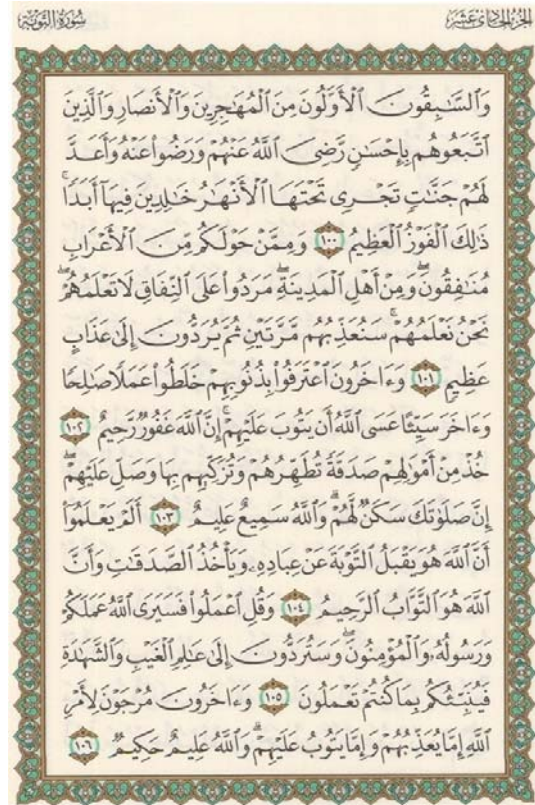 الجزء الحادي عشر
سورة التوبة
وَٱلسَّـٰبِقُونَ ٱلْأَوَّلُونَ مِنَ ٱلْمُهَـٰجِرِينَ وَٱلْأَنصَارِ وَٱلَّذِينَ
ٱتَّبَعُوهُم بِإِحْسَـٰنٍ رَّضِىَ ٱللَّهُ عَنْهُمْ وَرَضُوا۟ عَنْهُ وَأَعَدَّ
لَهُمْ جَنَّـٰتٍ تَجْرِى تَحْتَهَا ٱلْأَنْهَـٰرُ خَـٰلِدِينَ فِيهَآ أَبَدًا ۚ
ذَٰلِكَ ٱلْفَوْزُ ٱلْعَظِيمُ ١٠٠ وَمِمَّنْ حَوْلَكُم مِّنَ ٱلْأَعْرَابِ
مُنَـٰفِقُونَ ۖ وَمِنْ أَهْلِ ٱلْمَدِينَةِ ۖ مَرَدُوا۟ عَلَى ٱلنِّفَاقِ لَا تَعْلَمُهُمْ ۖ
نَحْنُ نَعْلَمُهُمْ ۚ سَنُعَذِّبُهُم مَّرَّتَيْنِ ثُمَّ يُرَدُّونَ إِلَىٰ عَذَابٍ
عَظِيمٍ ١٠١ وَءَاخَرُونَ ٱعْتَرَفُوا۟ بِذُنُوبِهِمْ خَلَطُوا۟ عَمَلًا صَـٰلِحًا
وَءَاخَرَ سَيِّئًا عَسَى ٱللَّهُ أَن يَتُوبَ عَلَيْهِمْ ۚ إِنَّ ٱللَّهَ غَفُورٌ رَّحِيمٌ ١٠٢
خُذْ مِنْ أَمْوَٰلِهِمْ صَدَقَةً تُطَهِّرُهُمْ وَتُزَكِّيهِم بِهَا وَصَلِّ عَلَيْهِمْ ۖ
إِنَّ صَلَوٰتَكَ سَكَنٌ لَّهُمْ ۗ وَٱللَّهُ سَمِيعٌ عَلِيمٌ ١٠٣ أَلَمْ يَعْلَمُوٓا۟
أَنَّ ٱللَّهَ هُوَ يَقْبَلُ ٱلتَّوْبَةَ عَنْ عِبَادِهِۦ وَيَأْخُذُ ٱلصَّدَقَـٰتِ وَأَنَّ
ٱللَّهَ هُوَ ٱلتَّوَّابُ ٱلرَّحِيمُ ١٠٤ وَقُلِ ٱعْمَلُوا۟ فَسَيَرَى ٱللَّهُ عَمَلَكُمْ
وَرَسُولُهُۥ وَٱلْمُؤْمِنُونَ ۖ وَسَتُرَدُّونَ إِلَىٰ عَـٰلِمِ ٱلْغَيْبِ وَٱلشَّهَـٰدَةِ
فَيُنَبِّئُكُم بِمَا كُنتُمْ تَعْمَلُونَ ١٠٥ وَءَاخَرُونَ مُرْجَوْنَ لِأَمْرِ
ٱللَّهِ إِمَّا يُعَذِّبُهُمْ وَإِمَّا يَتُوبُ عَلَيْهِمْ ۗ وَٱللَّهُ عَلِيمٌ حَكِيمٌ ١٠٦